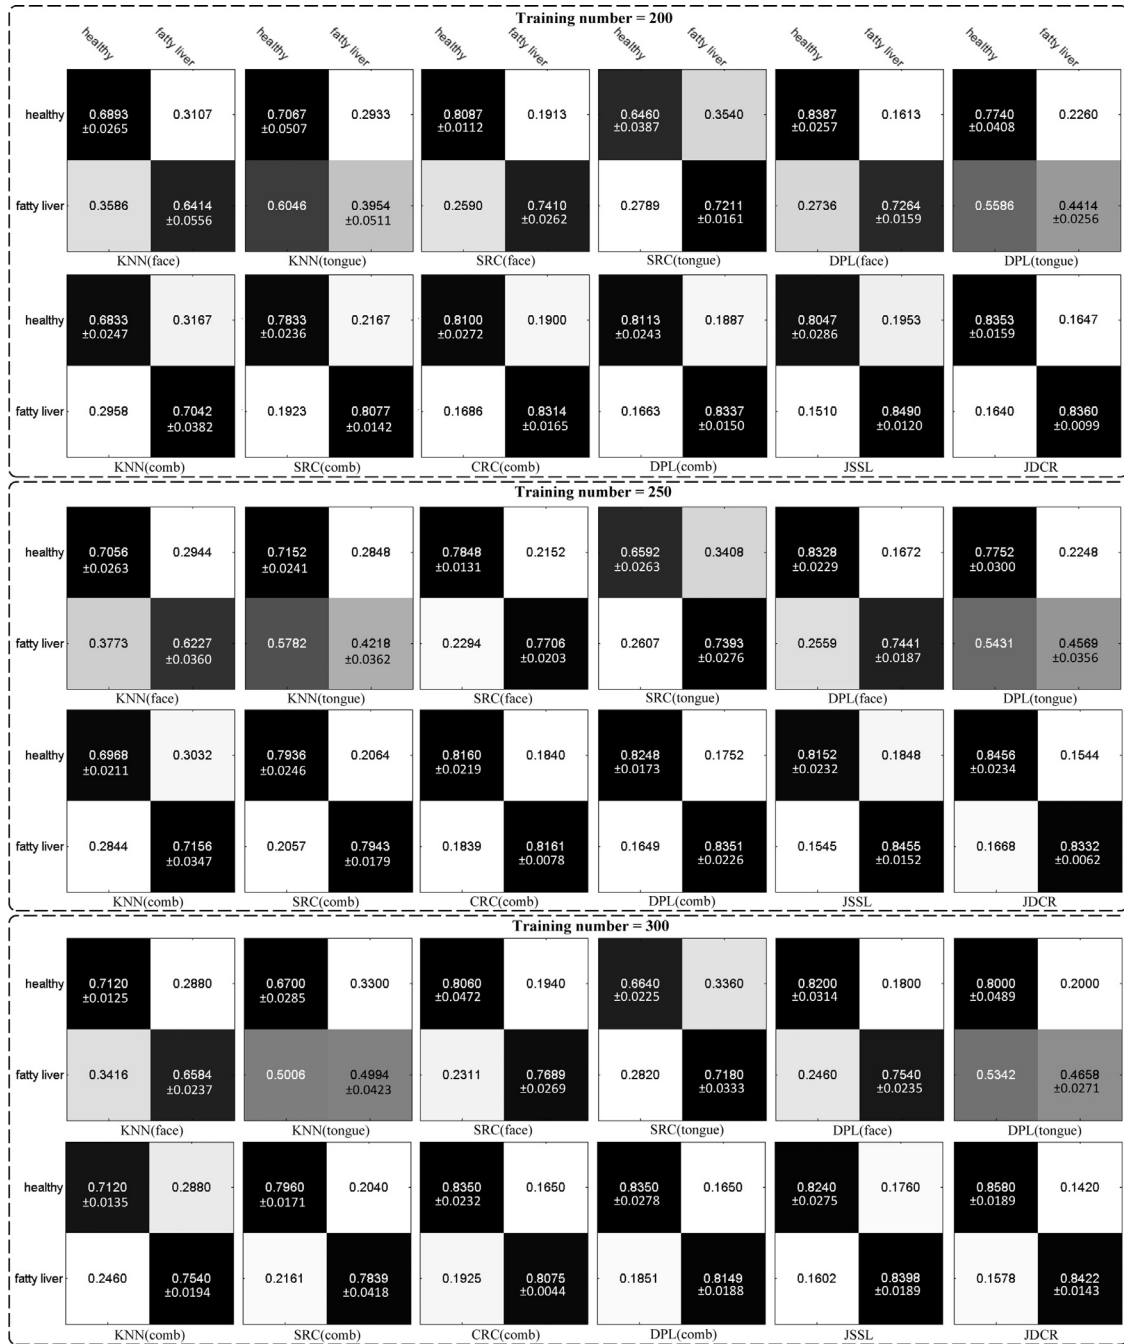 Training number = 200
healthy fatty liver healthy fatty liver healthy fatty liver healthy fatty liver healthy fatty liver healthy fatty liver
healthy 0.6893 0.3107 0.7067 0.2933 0.8087 0.1913 0.6460 0.3540 0.8387 0.1613 0.7740 0.2260
±0.0265 ±0.0507 ±0.0112 ±0.0387 ±0.0257 ±0.0408
fatty liver 0.3586 0.6414 0.6046 0.3954 0.2590 0.7410 0.2789 0.7211 0.2736 0.7264 0.5586 0.4414
±0.0556 ±0.0511 ±0.0262 ±0.0161 ±0.0159 ±0.0256
KNN(face) KNN(tongue) SRC(face) SRC(tongue) DPL(face) DPL(tongue)
healthy 0.6833 0.3167 0.7833 0.2167 0.8100 0.1900 0.8113 0.1887 0.8047 0.1953 0.8353 0.1647
±0.0247 ±0.0236 ±0.0272 ±0.0243 ±0.0286 ±0.0159
fatty liver 0.2958 0.7042 0.1923 0.8077 0.1686 0.8314 0.1663 0.8337 0.1510 0.8490 0.1640 0.8360
±0.0382 ±0.0142 ±0.0165 ±0.0150 ±0.0120 ±0.0099
KNN(comb) SRC(comb) CRC(comb) DPL(comb) JSSL JDCR
Training number = 250
healthy 0.7056 0.2944 0.7152 0.2848 0.7848 0.2152 0.6592 0.3408 0.8328 0.1672 0.7752 0.2248
±0.0263 ±0.0241 ±0.0131 ±0.0263 ±0.0229 ±0.0300
fatty liver 0.3773 0.6227 0.5782 0.4218 0.2294 0.7706 0.2607 0.7393 0.2559 0.7441 0.5431 0.4569
±0.0360 ±0.0362 ±0.0203 ±0.0276 ±0.0187 ±0.0356
KNN(face) KNN(tongue) SRC(face) SRC(tongue) DPL(face) DPL(tongue)
healthy 0.6968 0.3032 0.7936 0.2064 0.8160 0.1840 0.8248 0.1752 0.8152 0.1848 0.8456 0.1544
±0.0211 ±0.0246 ±0.0219 ±0.0173 ±0.0232 ±0.0234
fatty liver 0.2844 0.7156 0.2057 0.7943 0.1839 0.8161 0.1649 0.8351 0.1545 0.8455 0.1668 0.8332
±0.0347 ±0.0179 ±0.0078 ±0.0226 ±0.0152 ±0.0062
KNN(comb) SRC(comb) CRC(comb) DPL(comb) JSSL JDCR
Training number = 300
healthy 0.7120 0.2880 0.6700 0.3300 0.8060 0.1940 0.6640 0.3360 0.8200 0.1800 0.8000 0.2000
±0.0125 ±0.0285 ±0.0472 ±0.0225 ±0.0314 ±0.0489
fatty liver 0.3416 0.6584 0.5006 0.4994 0.2311 0.7689 0.2820 0.7180 0.2460 0.7540 0.5342 0.4658
±0.0237 ±0.0423 ±0.0269 ±0.0333 ±0.0235 ±0.0271
KNN(face) KNN(tongue) SRC(face) SRC(tongue) DPL(face) DPL(tongue)
healthy 0.7120 0.2880 0.7960 0.2040 0.8350 0.1650 0.8350 0.1650 0.8240 0.1760 0.8580 0.1420
±0.0135 ±0.0171 ±0.0232 ±0.0278 ±0.0275 ±0.0189
fatty liver 0.2460 0.7540 0.2161 0.7839 0.1925 0.8075 0.1851 0.8149 0.1602 0.8398 0.1578 0.8422
±0.0194 ±0.0418 ±0.0044 ±0.0188 ±0.0189 ±0.0143
KNN(comb) SRC(comb) CRC(comb) DPL(comb) JSSL JDCR